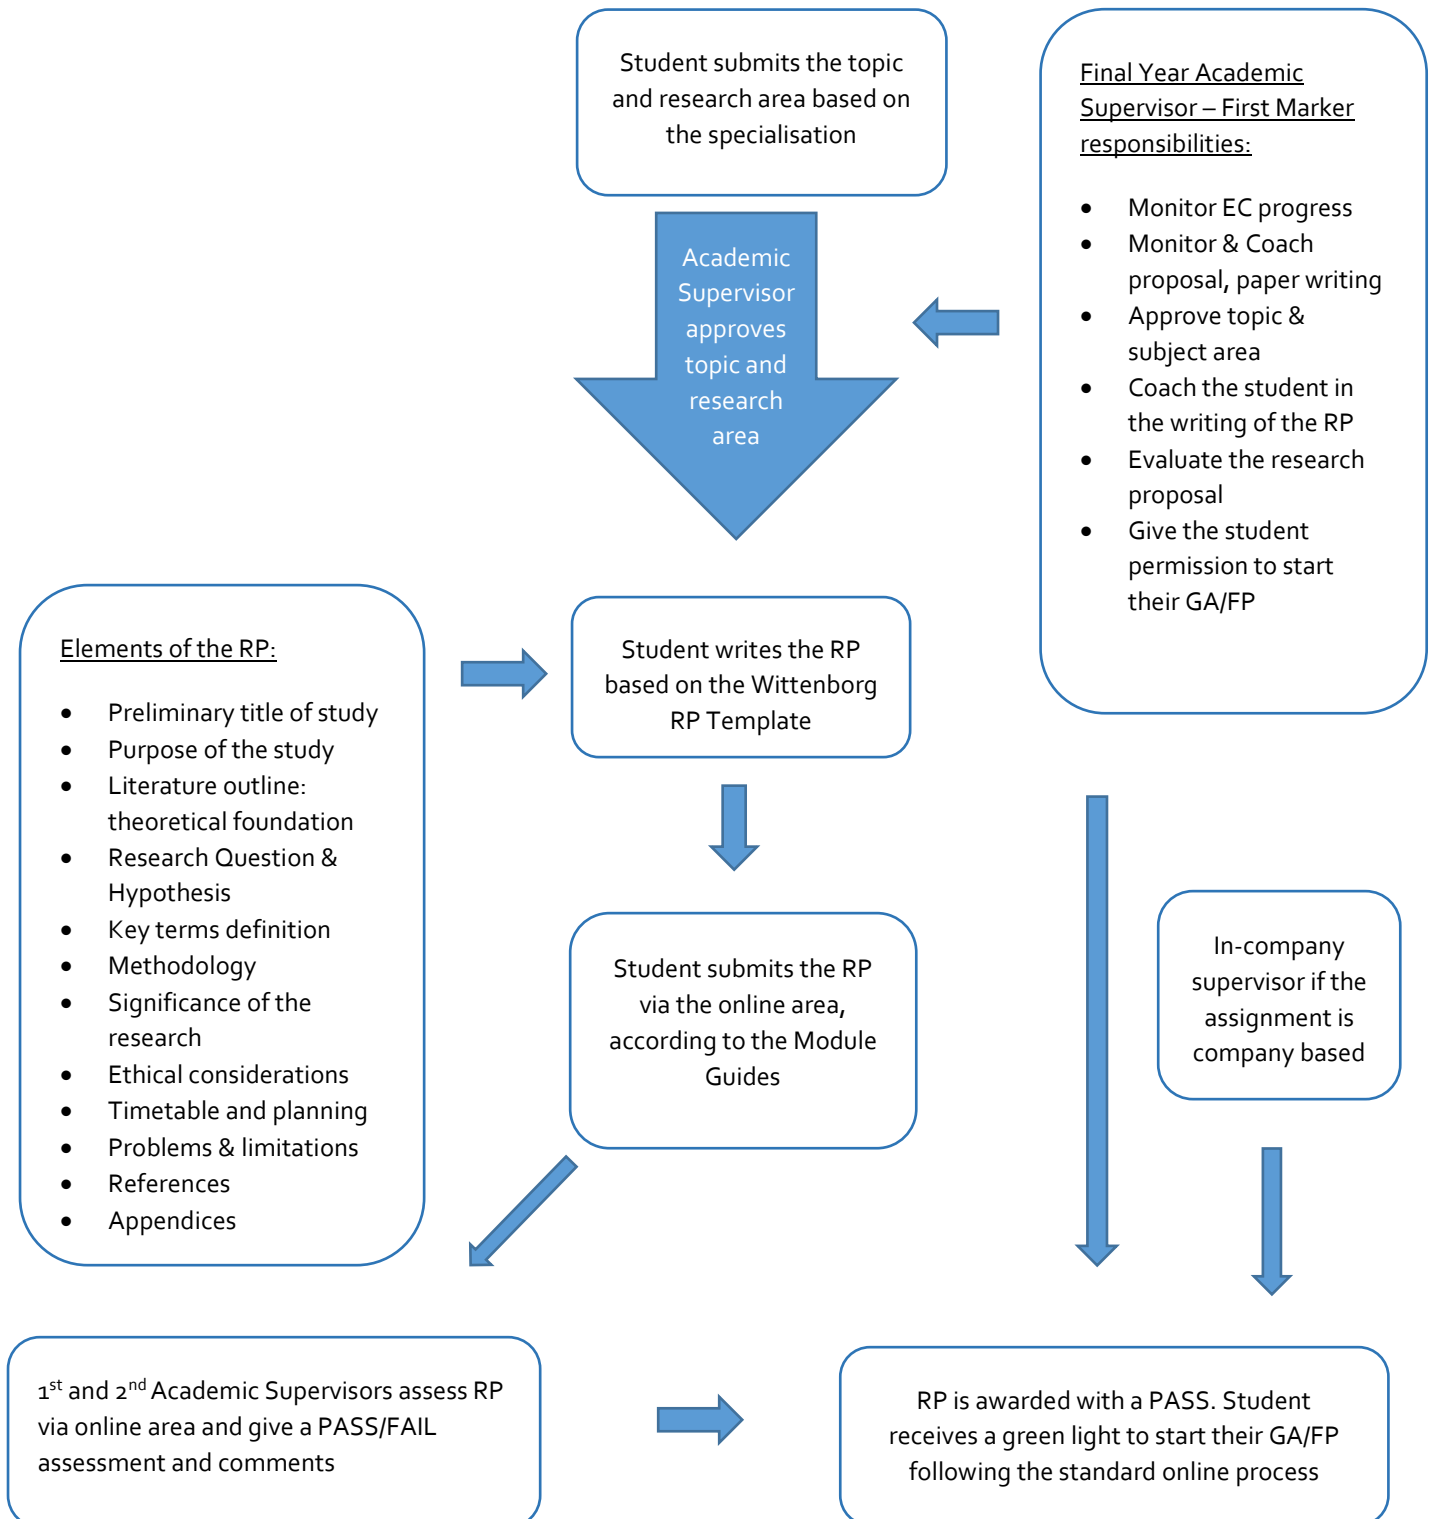 Student submits the topic
and research area based on
the specialisation
Academic
Supervisor
approves
topic and
research
area
Final Year Academic
Supervisor – First Marker
responsibilities:
• Monitor EC progress
• Monitor & Coach
proposal, paper writing
• Approve topic &
subject area
• Coach the student in
the writing of the RP
• Evaluate the research
proposal
• Give the student
permission to start
their GA/FP
Elements of the RP:
• Preliminary title of study
• Purpose of the study
• Literature outline:
theoretical foundation
• Research Question &
Hypothesis
• Key terms definition
• Methodology
• Significance of the
research
• Ethical considerations
• Timetable and planning
• Problems & limitations
• References
• Appendices
Student writes the RP
based on the Wittenborg
RP Template
Student submits the RP
via the online area,
according to the Module
Guides
In-company
supervisor if the
assignment is
company based
1st and 2nd Academic Supervisors assess RP
via online area and give a PASS/FAIL
assessment and comments
RP is awarded with a PASS. Student
receives a green light to start their GA/FP
following the standard online process